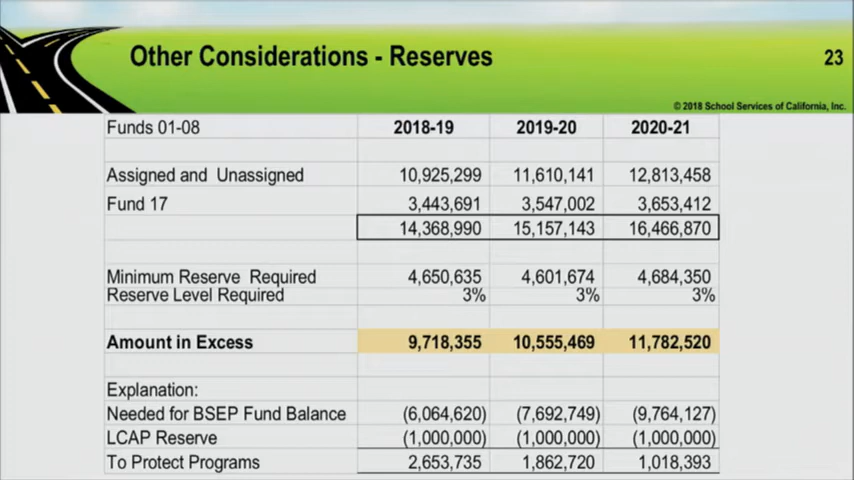 Other Considerations - Reserves
23
© 2018 School Services of California, Inc.
Funds 01-08 2018-19 2019-20 2020-21
Assigned and Unassigned 10,925,299 11,610,141 12,813,458
Fund 17 3,443,691 3,547,002 3,653,412
14,368,990 15,157,143 16,466,870
Minimum Reserve Required 4,650,635 4,601,674 4,684,350
Reserve Level Required 3% 3% 3%
Amount in Excess 9,718,355 10,555,469 11,782,520
Explanation:
Needed for BSEP Fund Balance (6,064,620) (7,692,749) (9,764,127)
LCAP Reserve (1,000,000) (1,000,000) (1,000,000)
To Protect Programs 2,653,735 1,862,720 1,018,393